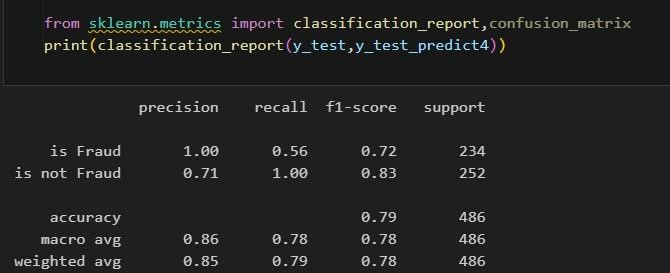 from sklearn.metrics import classification_report,confusion_matrix
print(classification_report(y_test,y_test_predict4))
precision recall f1-score support
is Fraud 1.00 0.56 0.72 234
is not Fraud 0.71 1.00 0.83 252
accuracy 0.79 486
macro avg 0.86 0.78 0.78 486
weighted avg 0.85 0.79 0.78 486